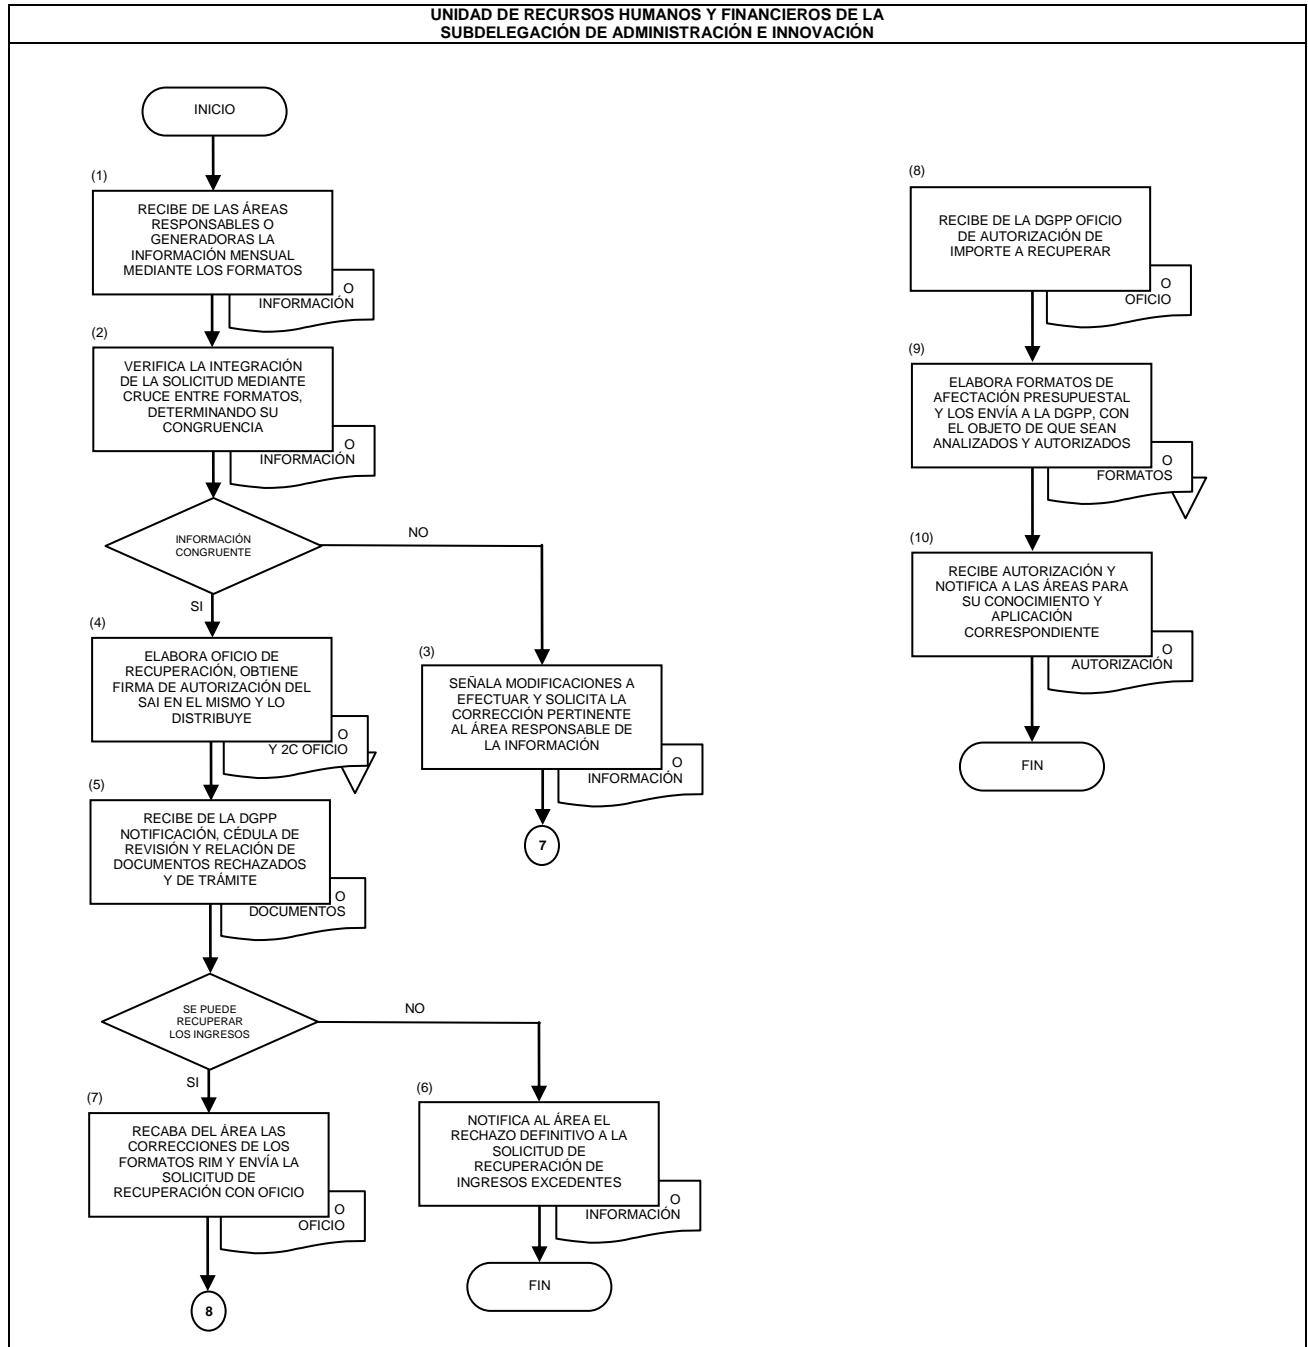 UNIDAD DE RECURSOS HUMANOS Y FINANCIEROS DE LA
SUBDELEGACIÓN DE ADMINISTRACIÓN E INNOVACIÓN
INICIO
(1)
RECIBE DE LAS ÁREAS
RESPONSABLES O
GENERADORAS LA
INFORMACIÓN MENSUAL
MEDIANTE LOS FORMATOS
O
INFORMACIÓN
(2)
VERIFICA LA INTEGRACIÓN
DE LA SOLICITUD MEDIANTE
CRUCE ENTRE FORMATOS,
DETERMINANDO SU
CONGRUENCIA
O
INFORMACIÓN
INFORMACIÓN
CONGRUENTE
NO
SI
(3)
SEÑALA MODIFICACIONES A
EFECTUAR Y SOLICITA LA
CORRECCIÓN PERTINENTE
AL ÁREA RESPONSABLE DE
LA INFORMACIÓN
O
INFORMACIÓN
7
(4)
ELABORA OFICIO DE
RECUPERACIÓN, OBTIENE
FIRMA DE AUTORIZACIÓN DEL
SAI EN EL MISMO Y LO
DISTRIBUYE
O
Y 2C OFICIO
(5)
RECIBE DE LA DGPP
NOTIFICACIÓN, CÉDULA DE
REVISIÓN Y RELACIÓN DE
DOCUMENTOS RECHAZADOS
Y DE TRÁMITE
O
DOCUMENTOS
SE PUEDE
RECUPERAR
LOS INGRESOS
NO
SI
(6)
NOTIFICA AL ÁREA EL
RECHAZO DEFINITIVO A LA
SOLICITUD DE
RECUPERACIÓN DE
INGRESOS EXCEDENTES
O
INFORMACIÓN
FIN
(7)
RECABA DEL ÁREA LAS
CORRECCIONES DE LOS
FORMATOS RIM Y ENVÍA LA
SOLICITUD DE
RECUPERACIÓN CON OFICIO
O
OFICIO
8
(8)
RECIBE DE LA DGPP OFICIO
DE AUTORIZACIÓN DE
IMPORTE A RECUPERAR
O
OFICIO
(9)
ELABORA FORMATOS DE
AFECTACIÓN PRESUPUESTAL
Y LOS ENVÍA A LA DGPP, CON
EL OBJETO DE QUE SEAN
ANALIZADOS Y AUTORIZADOS
O
FORMATOS
(10)
RECIBE AUTORIZACIÓN Y
NOTIFICA A LAS ÁREAS PARA
SU CONOCIMIENTO Y
APLICACIÓN
CORRESPONDIENTE
O
AUTORIZACIÓN
FIN